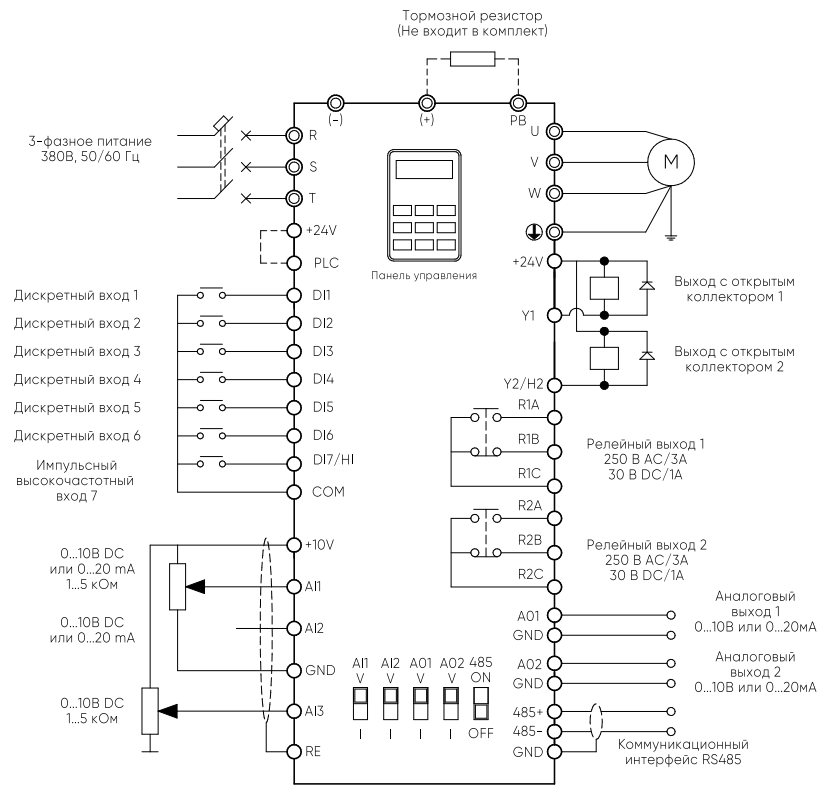 Тормозной резистор
(Не входит в комплект)
(-)
(+)
PB
3-фазное питание
380В, 50/60 Гц
R
S
T
+24V
PLC
U
V
W
M
+24V
Y1
Y2/H2
Панель управления
Выход с открытым
коллектором 1
Выход с открытым
коллектором 2
Дискретный вход 1
Дискретный вход 2
Дискретный вход 3
Дискретный вход 4
Дискретный вход 5
Дискретный вход 6
Импульсный
высокочастотный
вход 7
DI1
DI2
DI3
DI4
DI5
DI6
DI7/HI
COM
R1A
R1B
R1C
Релейный выход 1
250 В AC/3A
30 В DC/1A
R2A
R2B
R2C
Релейный выход 2
250 В AC/3A
30 В DC/1A
0...10В DC
или 0...20 mA
1...5 кОм
0...10В DC
или 0...20 mA
0...10В DC
1...5 кОм
+10V
AI1
AI2
GND
AI3
RE
AI1 AI2 AO1 AO2 485
V V V V ON
I I I I OFF
AO1
GND
AO2
GND
485+
485-
GND
Аналоговый
выход 1
0...10В или 0...20мА
Аналоговый
выход 2
0...10В или 0...20мА
Коммуникационный
интерфейс RS485